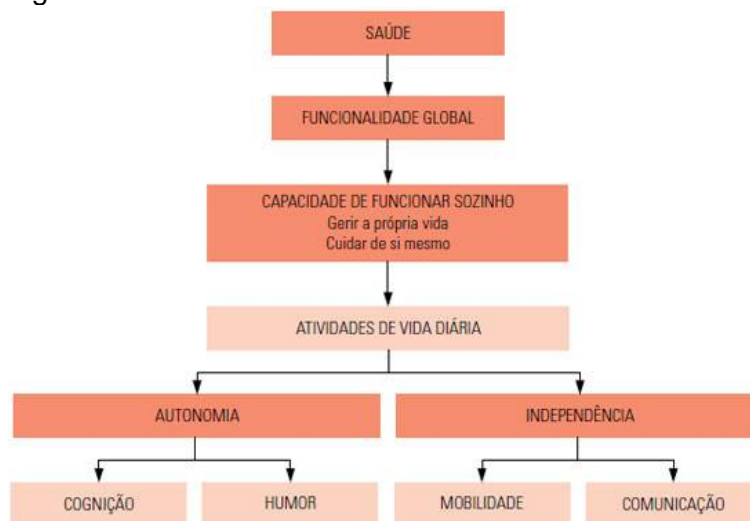 SAÚDE
FUNCIONALIDADE GLOBAL
CAPACIDADE DE FUNCIONAR SOZINHO
Gerir a própria vida
Cuidar de si mesmo
ATIVIDADES DE VIDA DIÁRIA
AUTONOMIA
INDEPENDÊNCIA
COGNIÇÃO
HUMOR
MOBILIDADE
COMUNICAÇÃO